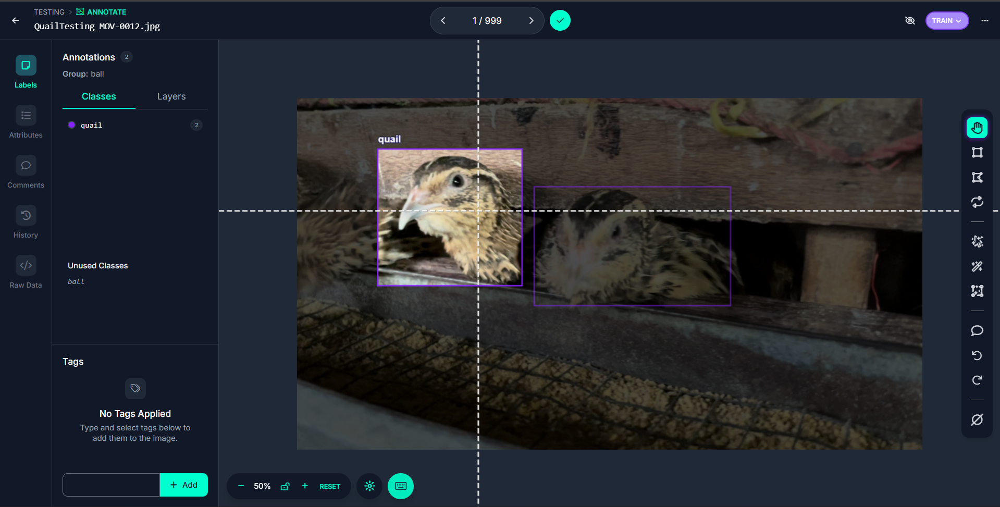 TESTING > ANNOTATE
QuailTesting_MOV-0012.jpg
1 / 999
TRAIN
Labels
Attributes
Comments
History
Raw Data
Annotations 2
Group: ball
Classes Layers
quail 2
Unused Classes
ball
Tags
No Tags Applied
Type and select tags below to
add them to the image.
+ Add
quail
50% RESET